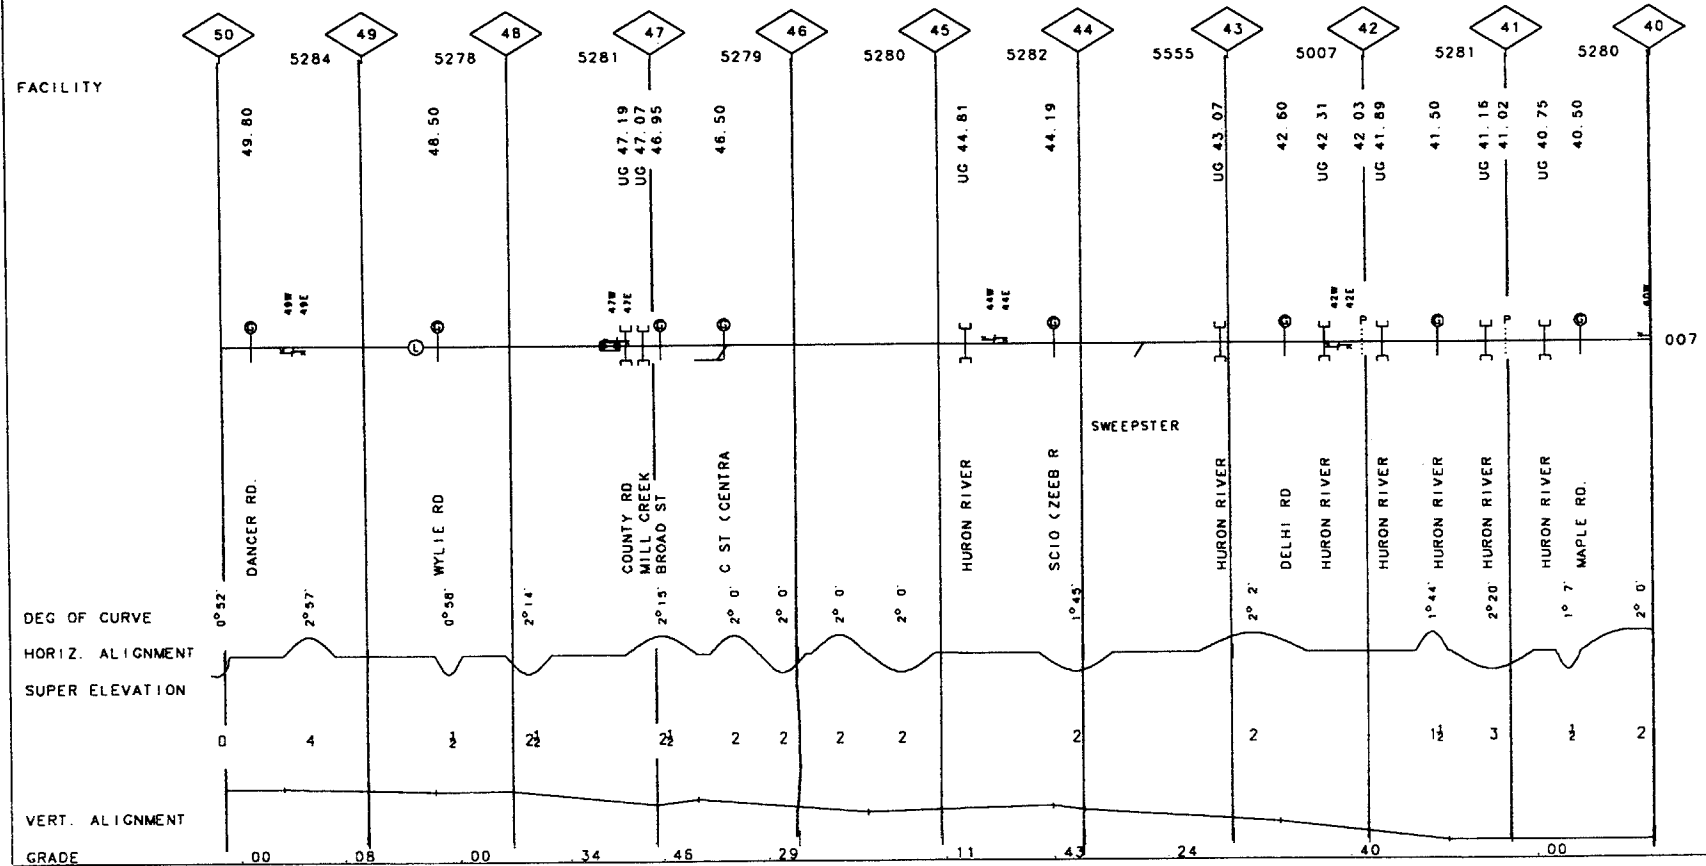 50 49 48 47 46 45 44 43 42 41 40
5284 5278 5281 5279 5280 5282 5555 5007 5281 5280
FACILITY
49.80
48.50
UG 47.19
UG 47.07
46.95
46.50
UG 44.81
44.19
UG 43.07
42.60
UG 42.31
42.03
UG 41.89
41.50
UG 41.16
41.02
UG 40.75
40.50
49W
49E
47W
47E
44W
44E
42W
42E
40W
G G G G G G G G
L
P P
007
SWEEPSTER
DANCER RD.
WYLIE RD
COUNTY RD
MILL CREEK
BROAD ST
C ST (CENTRA
HURON RIVER
SCIO (ZEEB R
HURON RIVER
DELHI RD
HURON RIVER
HURON RIVER
HURON RIVER
HURON RIVER
HURON RIVER
MAPLE RD.
DEG OF CURVE
0°52' 2°57' 0°58' 2°14' 2°15' 2° 0' 2° 0' 2° 0' 2° 0' 1°45' 2° 2' 1°44' 2°20' 1° 7' 2° 0'
HORIZ. ALIGNMENT
SUPER ELEVATION
0 4 ½ 2½ 2½ 2 2 2 2 2 2 1½ 3 ½ 2
VERT. ALIGNMENT
GRADE .00 .08 .00 .34 .46 .29 .11 .43 .24 .40 .00